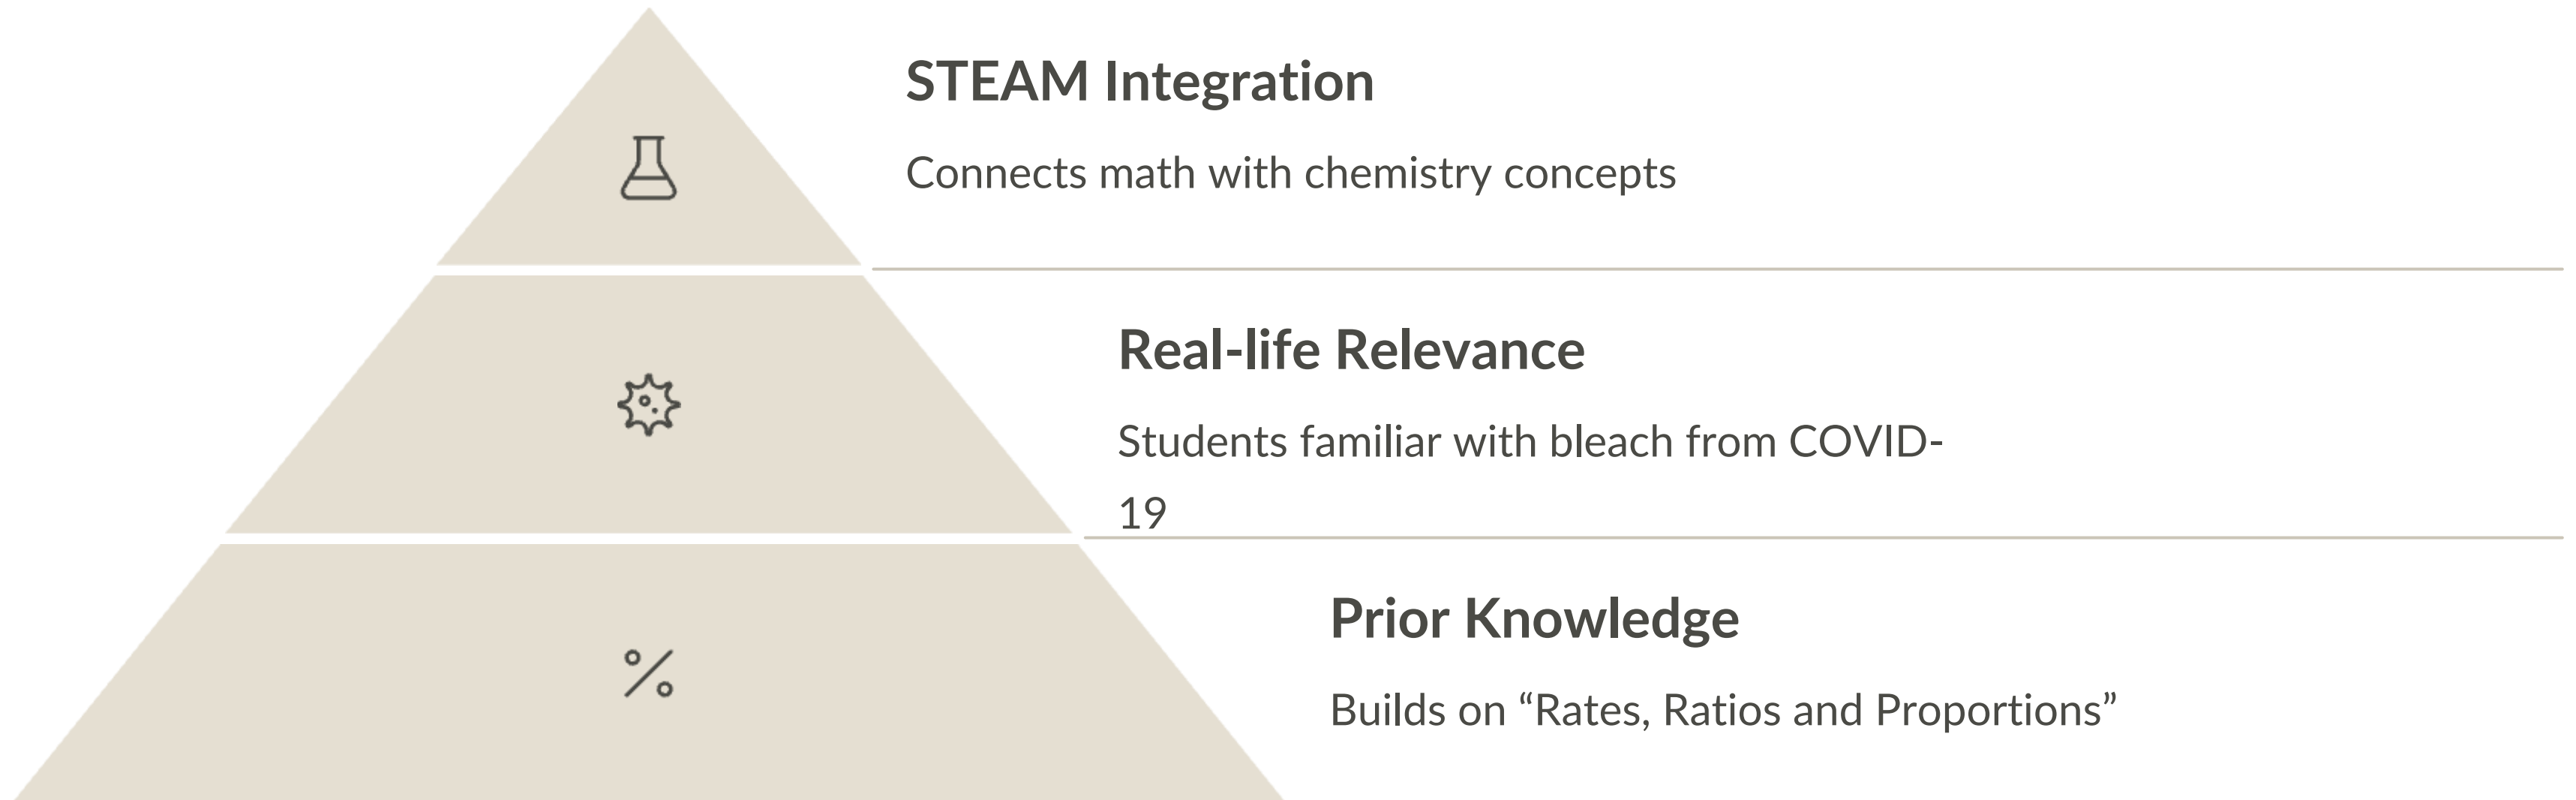 STEAM Integration
Connects math with chemistry concepts
Real-life Relevance
Students familiar with bleach from COVID-
19
Prior Knowledge
Builds on “Rates, Ratios and Proportions”